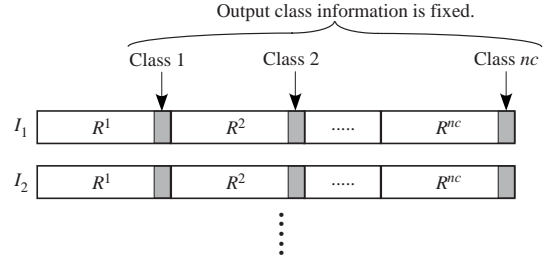 Output class information is fixed.
Class 1 Class 2 Class nc
I₁ R¹ R² ..... Rⁿᶜ
I₂ R¹ R² ..... Rⁿᶜ